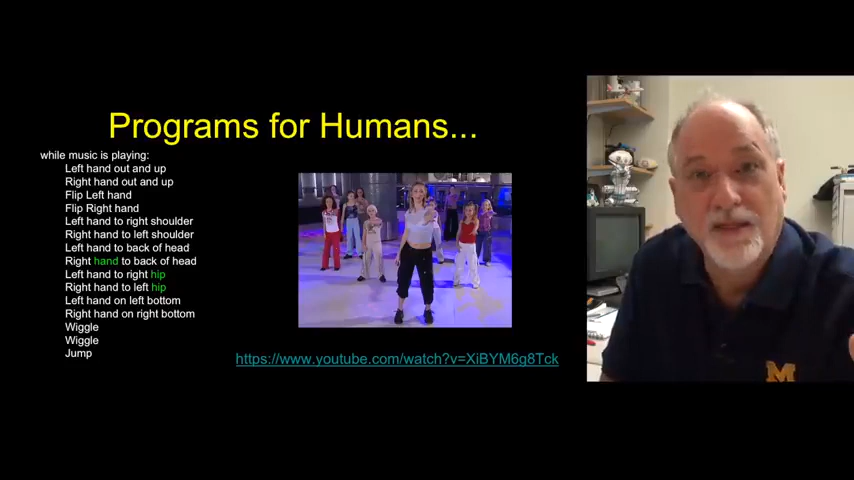 Programs for Humans...
while music is playing:
Left hand out and up
Right hand out and up
Flip Left hand
Flip Right hand
Left hand to right shoulder
Right hand to left shoulder
Left hand to back of head
Right hand to back of head
Left hand to right hip
Right hand to left hip
Left hand on left bottom
Right hand on right bottom
Wiggle
Wiggle
Jump
https://www.youtube.com/watch?v=XiBYM6g8Tck
M